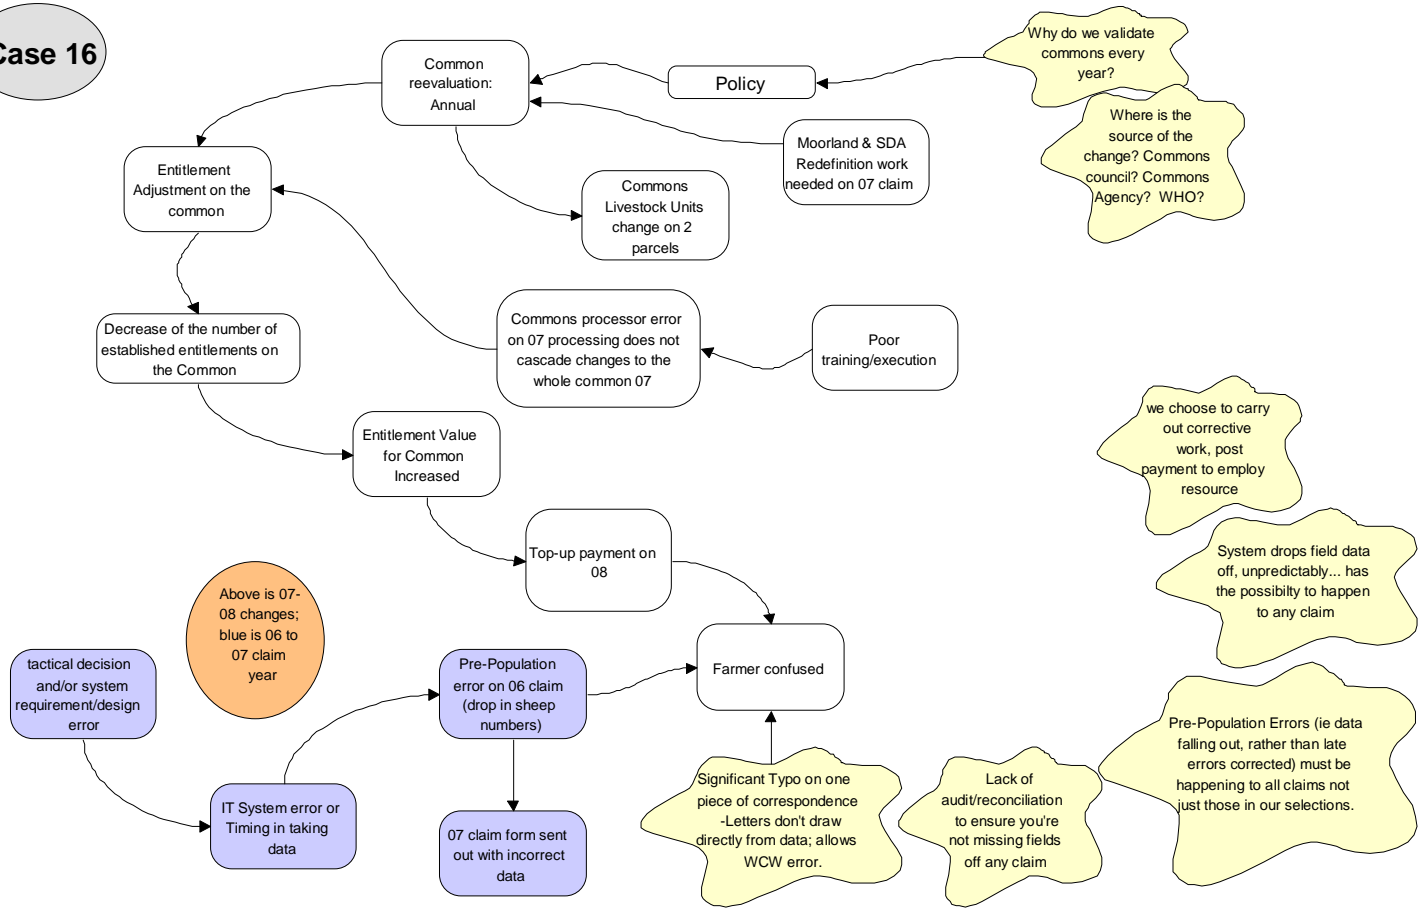 Case 16
Common
reevaluation:
Annual
Policy
Why do we validate
commons every
year?
Where is the
source of the
change? Commons
council? Commons
Agency? WHO?
Moorland & SDA
Redefinition work
needed on 07 claim
Entitlement
Adjustment on the
common
Commons
Livestock Units
change on 2
parcels
Decrease of the number of
established entitlements on
the Common
Commons processor error
on 07 processing does not
cascade changes to the
whole common 07
Poor
training/execution
Entitlement Value
for Common
Increased
we choose to carry
out corrective
work, post
payment to employ
resource
Top-up payment on
08
System drops field data
off, unpredictably... has
the possibilty to happen
to any claim
Above is 07-
08 changes;
blue is 06 to
07 claim
year
tactical decision
and/or system
requirement/design
error
Pre-Population
error on 06 claim
(drop in sheep
numbers)
Farmer confused
Pre-Population Errors (ie data
falling out, rather than late
errors corrected) must be
happening to all claims not
just those in our selections.
IT System error or
Timing in taking
data
07 claim form sent
out with incorrect
data
Significant Typo on one
piece of correspondence
-Letters don't draw
directly from data; allows
WCW error.
Lack of
audit/reconciliation
to ensure you're
not missing fields
off any claim